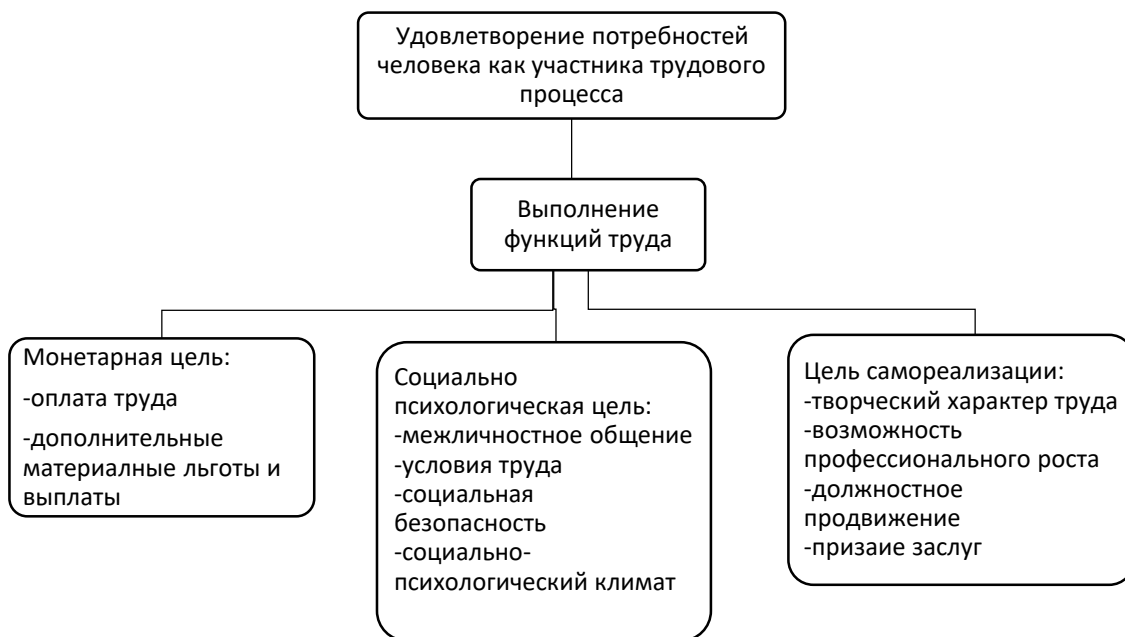 Удовлетворение потребностей
человека как участника трудового
процесса
Выполнение
функций труда
Монетарная цель:
-оплата труда
-дополнительные
материалные льготы и
выплаты
Социально
психологическая цель:
-межличностное общение
-условия труда
-социальная
безопасность
-социально-
психологический климат
Цель самореализации:
-творческий характер труда
-возможность
профессионального роста
-должностное
продвижение
-призаие заслуг